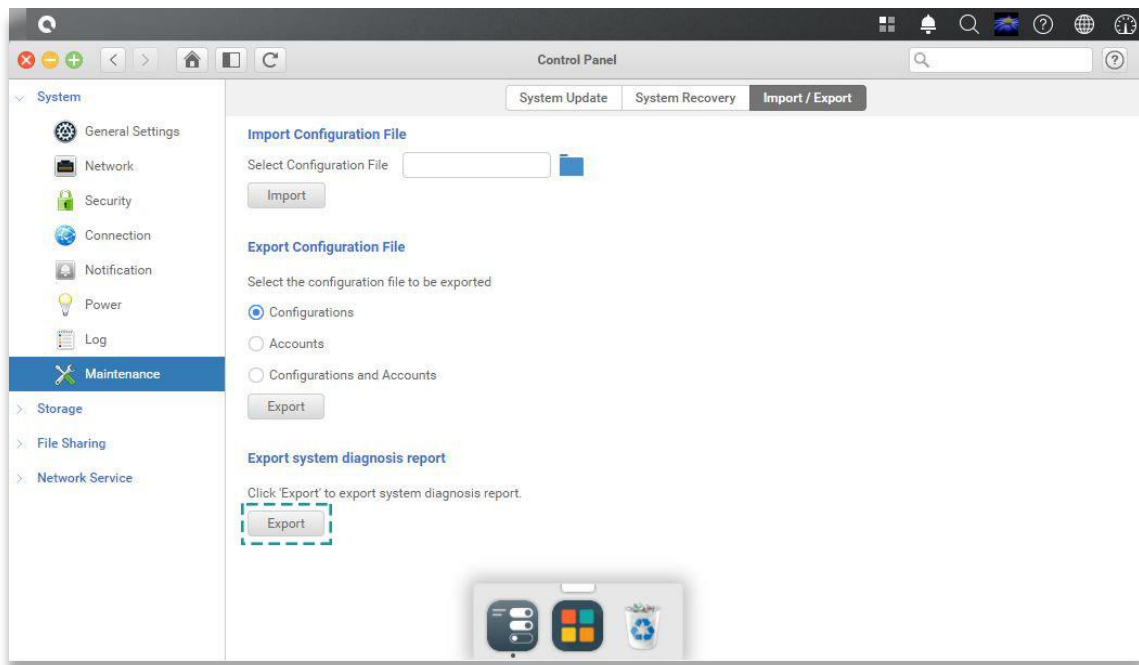 Control Panel
System
General Settings
Network
Security
Connection
Notification
Power
Log
Maintenance
Storage
File Sharing
Network Service
System Update
System Recovery
Import / Export
Import Configuration File
Select Configuration File
Import
Export Configuration File
Select the configuration file to be exported
Configurations
Accounts
Configurations and Accounts
Export
Export system diagnosis report
Click 'Export' to export system diagnosis report.
Export